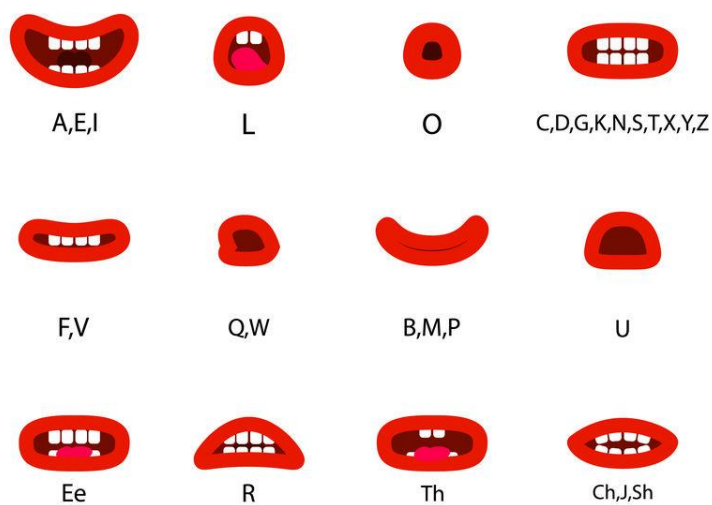 A,E,I
L
O
C,D,G,K,N,S,T,X,Y,Z
F,V
Q,W
B,M,P
U
Ee
R
Th
Ch,J,Sh